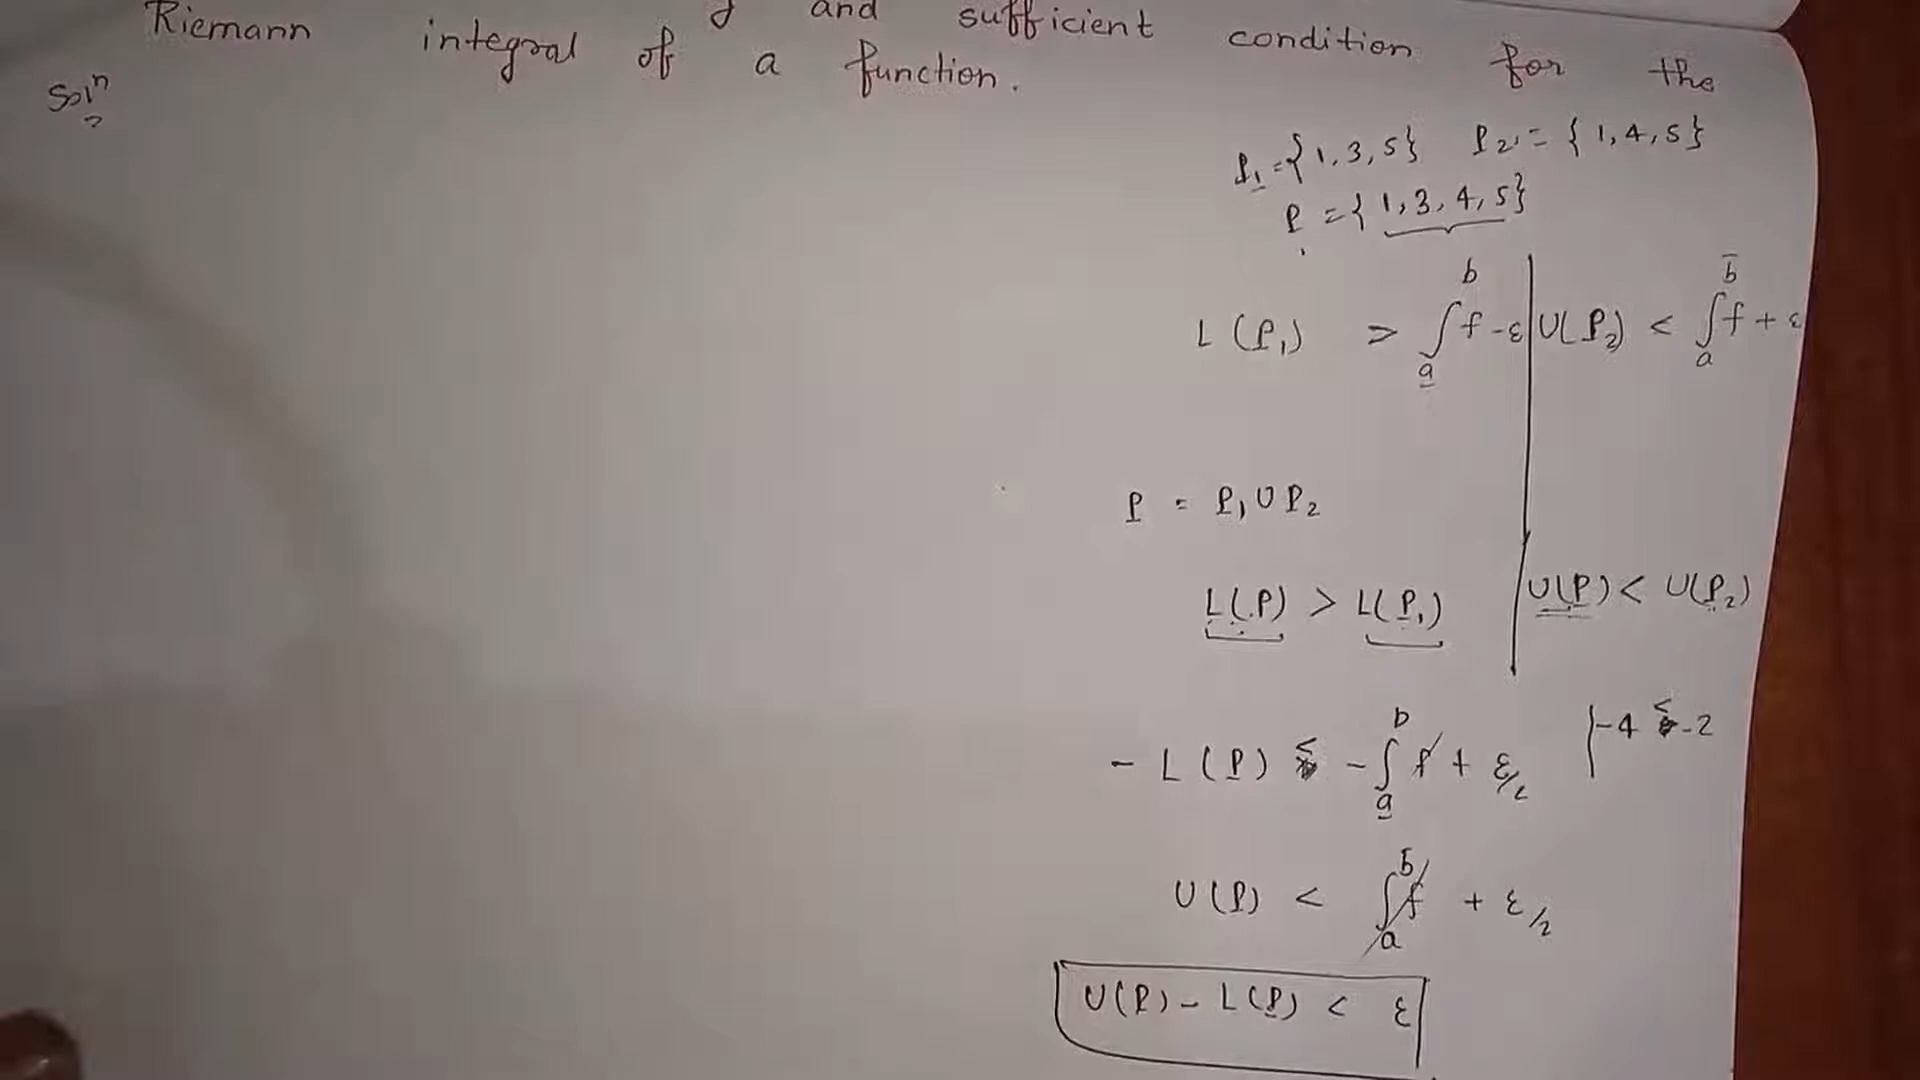 and sufficient condition for the
Riemann integral of a function.
Solⁿ
P₁ = {1, 3, 5} P₂ = {1, 4, 5}
P = {1, 3, 4, 5}
L(P₁) > ∫_a̲^b f - ε | U(P₂) < ∫_a^b̄ f + ε
P = P₁ ∪ P₂
L(P) > L(P₁) | U(P) < U(P₂)
- L(P) < - ∫_a̲^b f + ε/2 | -4 < -2
U(P) < ∫_a^b̄ f + ε/2
U(P) - L(P) < ε